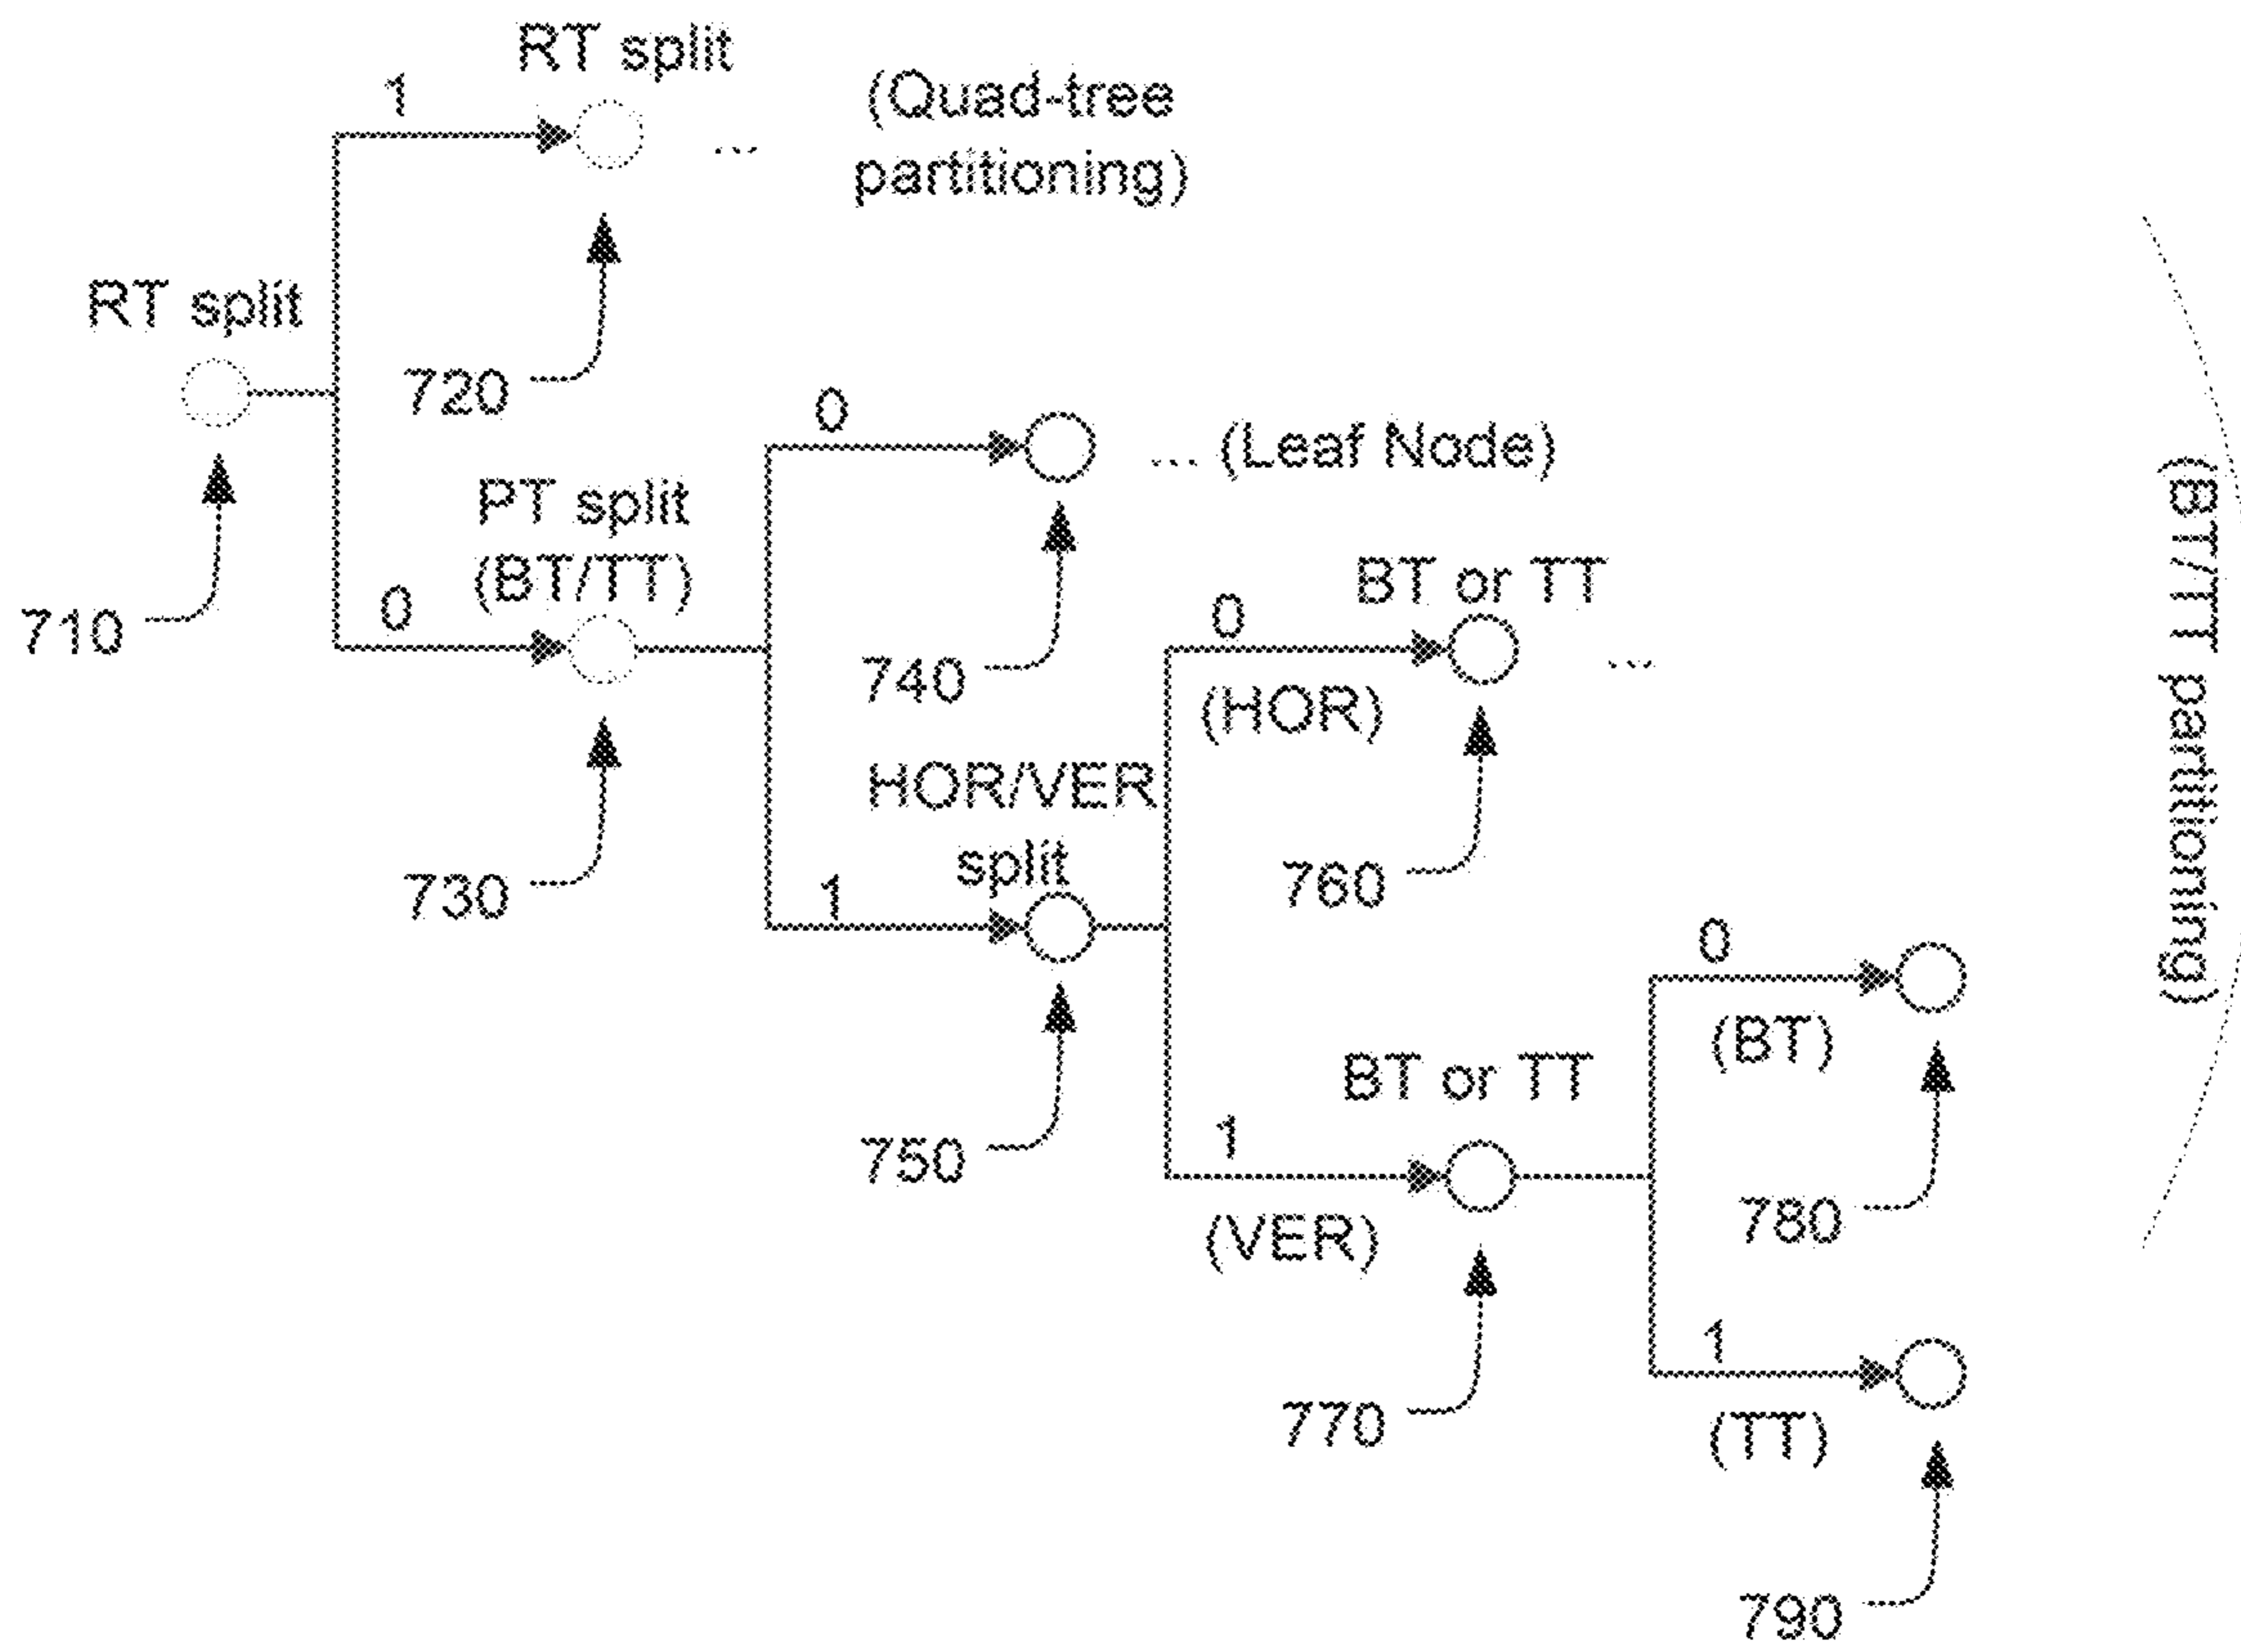 RT split
1
(Quad-tree
partitioning)
RT split
720
0
... (Leaf Node)
PT split
(BT/TT)
0
710
740
0
BT or TT
(HOR)
HOR/VER
split
730
1
760
0
(BT)
750
BT or TT
1
(VER)
780
770
1
(TT)
790
(BT/TT partitioning)
...
...